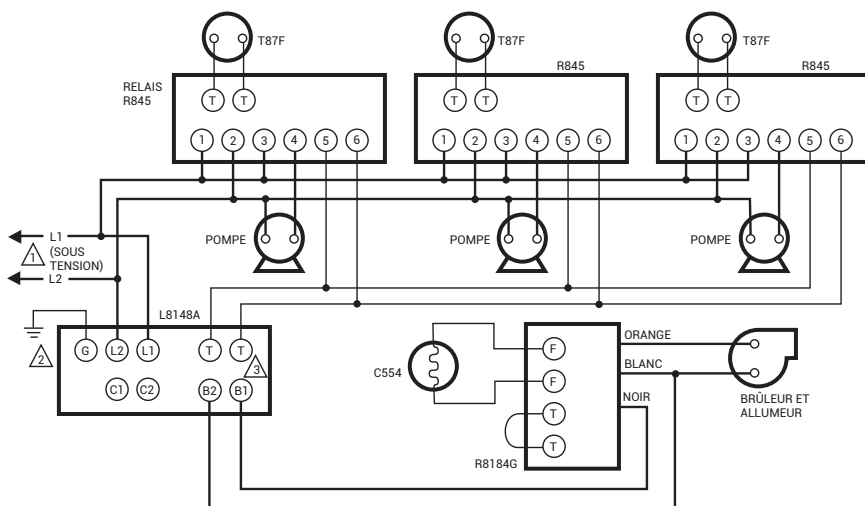 T87F
T87F
T87F
RELAIS
R845
R845
R845
T T
T T
T T
1 2 3 4 5 6
1 2 3 4 5 6
1 2 3 4 5 6
POMPE
POMPE
POMPE
L1
(SOUS
TENSION)
1
L2
L8148A
2
G L2 L1 T T
3
C1 C2 B2 B1
C554
F
F
T
T
R8184G
ORANGE
BLANC
NOIR
BRÛLEUR ET
ALLUMEUR